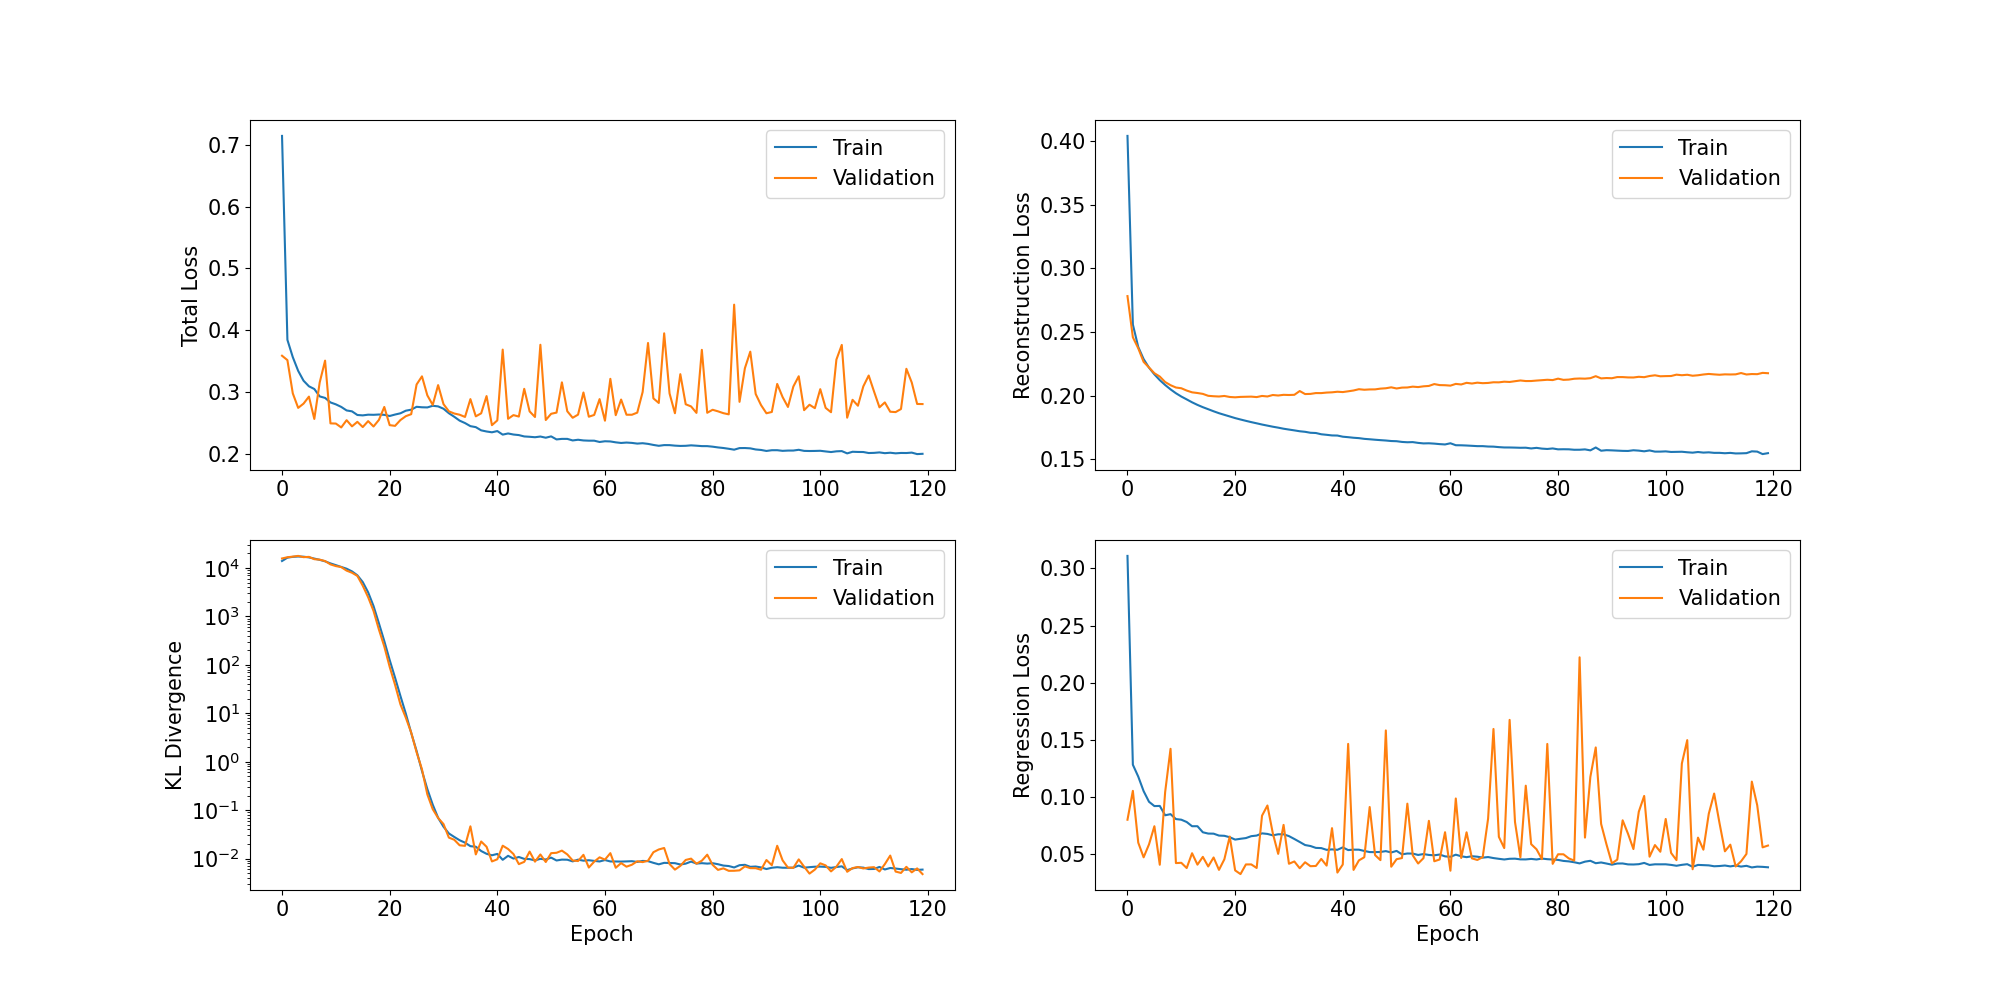 Total Loss
0.7
0.6
0.5
0.4
0.3
0.2
0 20 40 60 80 100 120
Train
Validation
Reconstruction Loss
0.40
0.35
0.30
0.25
0.20
0.15
0 20 40 60 80 100 120
Train
Validation
KL Divergence
10⁴
10³
10²
10¹
10⁰
10⁻¹
10⁻²
0 20 40 60 80 100 120
Epoch
Train
Validation
Regression Loss
0.30
0.25
0.20
0.15
0.10
0.05
0 20 40 60 80 100 120
Epoch
Train
Validation